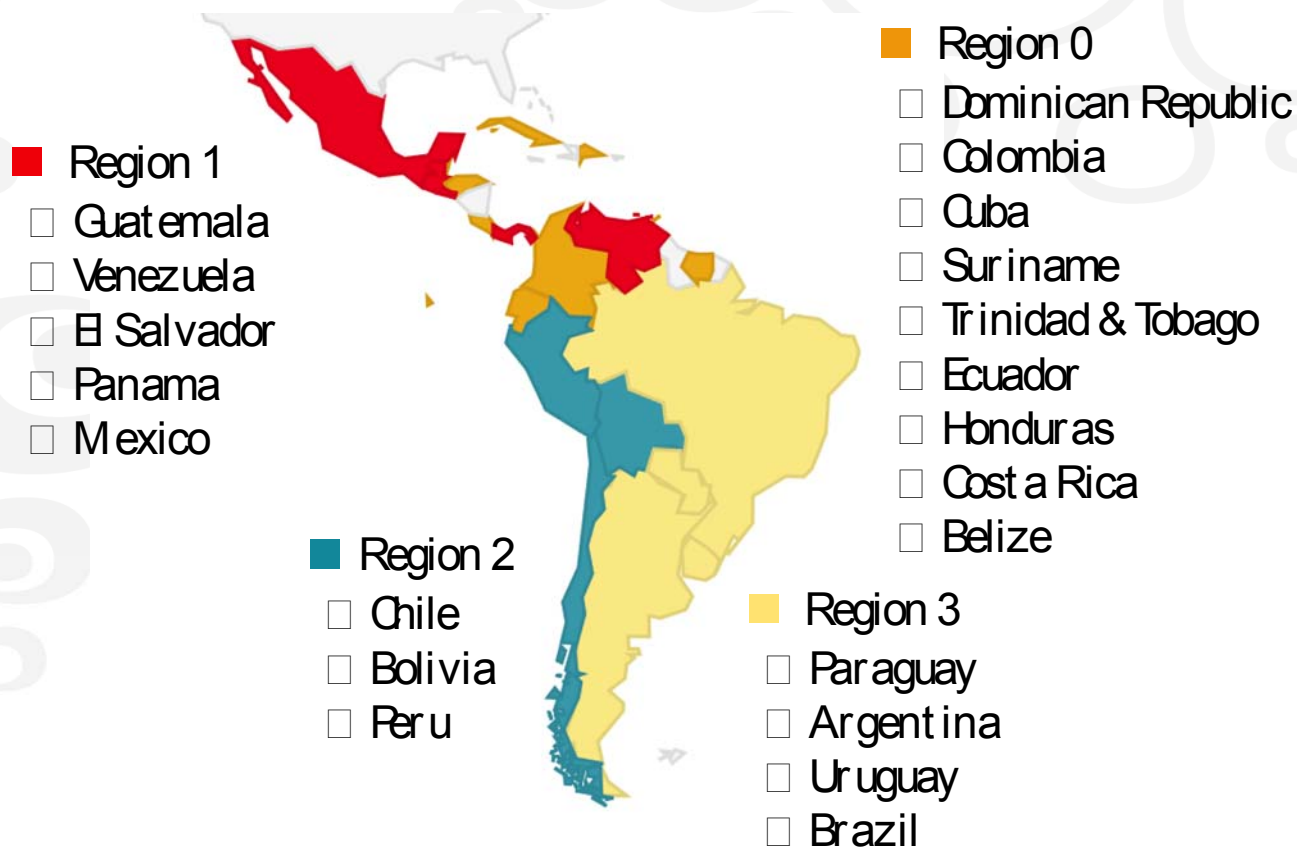 Region 1
□ Guatemala
□ Venezuela
□ El Salvador
□ Panama
□ Mexico
Region 0
□ Dominican Republic
□ Colombia
□ Cuba
□ Suriname
□ Trinidad & Tobago
□ Ecuador
□ Honduras
□ Costa Rica
□ Belize
Region 2
□ Chile
□ Bolivia
□ Peru
Region 3
□ Paraguay
□ Argentina
□ Uruguay
□ Brazil